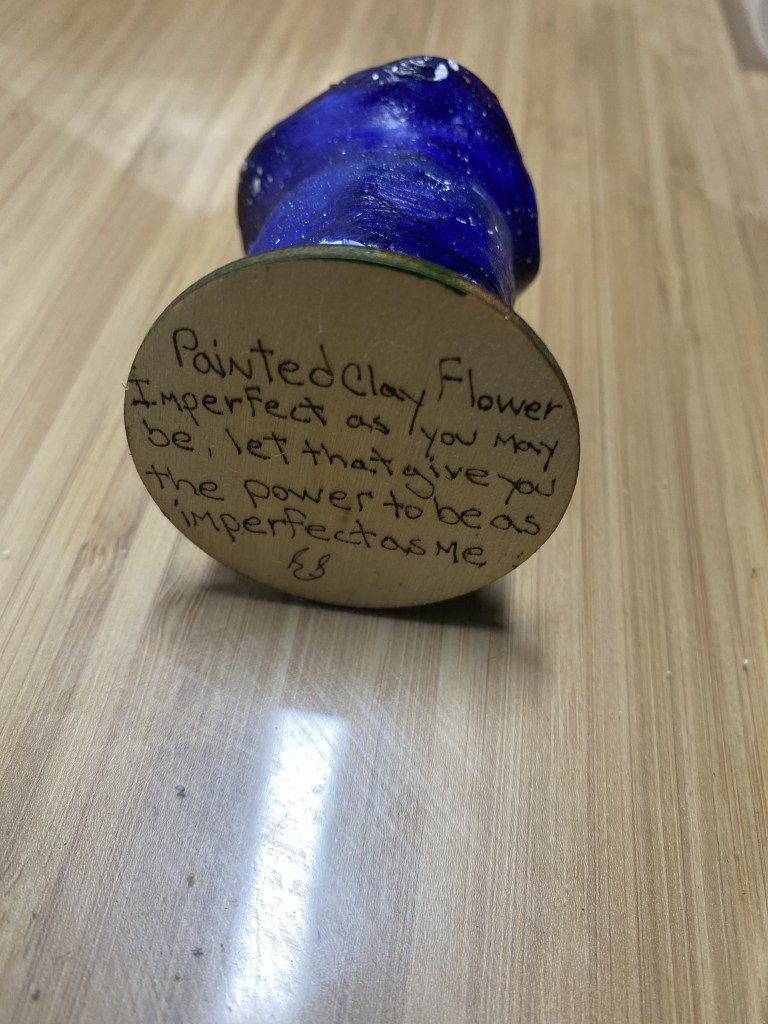 Painted Clay Flower
Imperfect as you may
be, let that give you
the power to be as
imperfect as Me